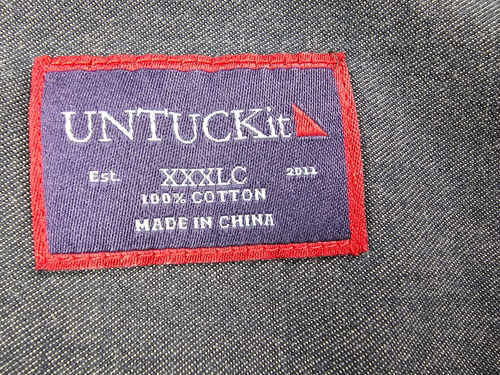 UNTUCKit
Est. XXXLC 2011
100% COTTON
MADE IN CHINA